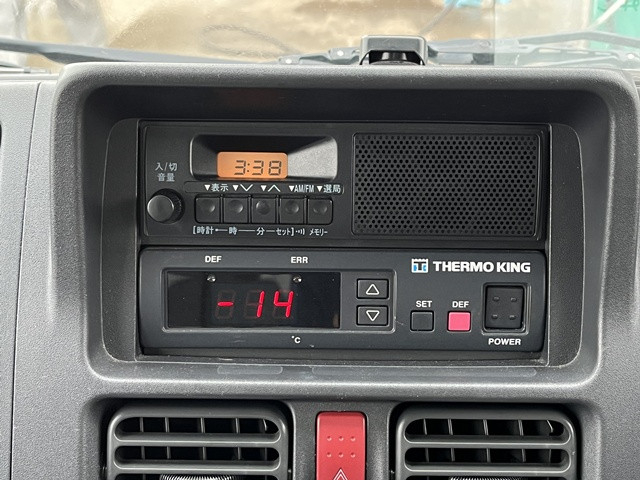 3:38
入/切
音量
▼表示 ▼﹀ ▼︿ ▼AM/FM ▼選局
[時計 ─ 時 ─ 分 ─ セット] メモリー
DEF ERR
THERMO KING
-14
℃
SET DEF
POWER